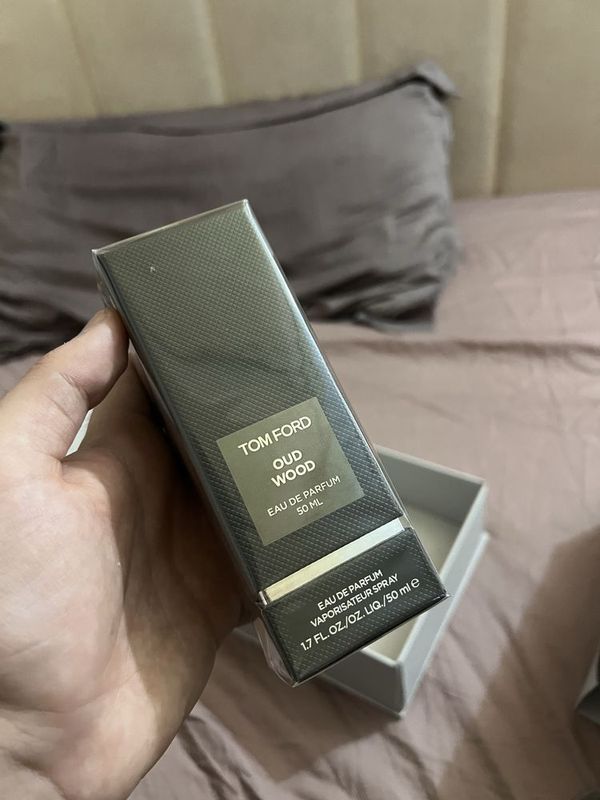 TOM FORD
OUD
WOOD
EAU DE PARFUM
50 ML
EAU DE PARFUM
VAPORISATEUR SPRAY
1.7 FL.OZ./OZ.LIQ./50 ml ℮